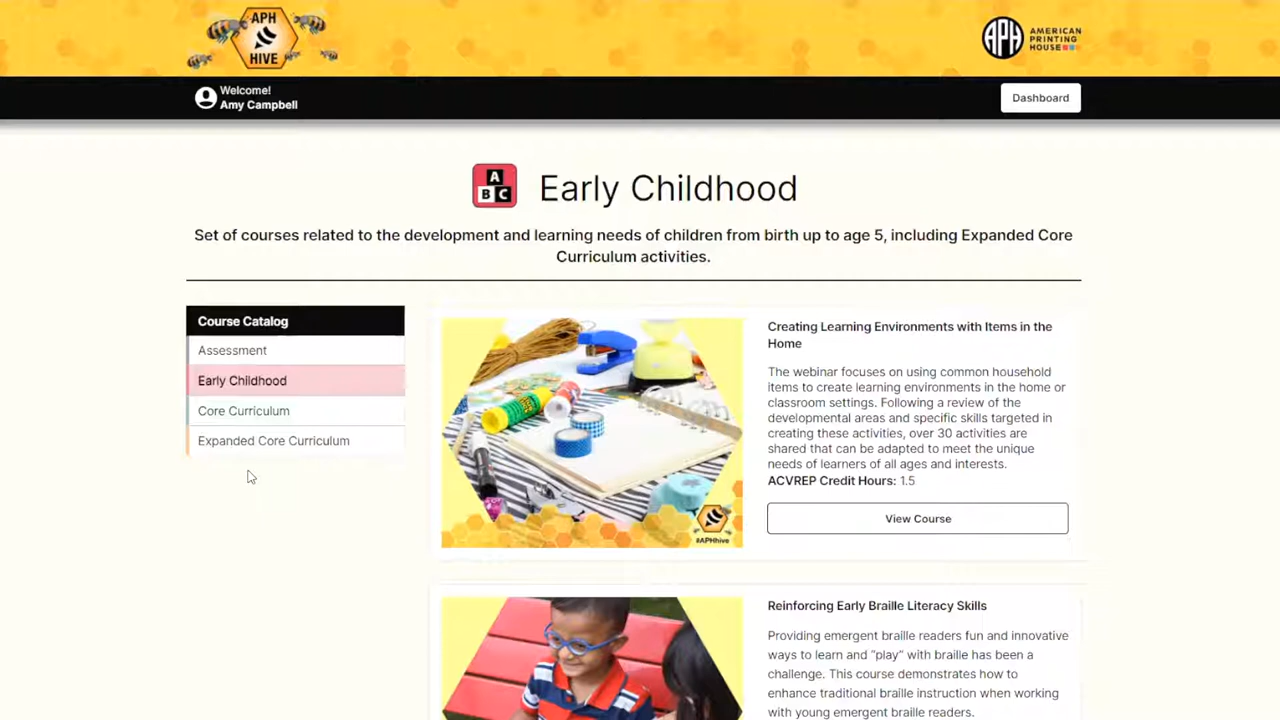 APH
HIVE
APH
AMERICAN
PRINTING
HOUSE
Welcome!
Amy Campbell
Dashboard
A
B C
Early Childhood
Set of courses related to the development and learning needs of children from birth up to age 5, including Expanded Core
Curriculum activities.
Course Catalog
Assessment
Early Childhood
Core Curriculum
Expanded Core Curriculum
Creating Learning Environments with Items in the
Home
The webinar focuses on using common household
items to create learning environments in the home or
classroom settings. Following a review of the
developmental areas and specific skills targeted in
creating these activities, over 30 activities are
shared that can be adapted to meet the unique
needs of learners of all ages and interests.
ACVREP Credit Hours: 1.5
View Course
#APHhive
Reinforcing Early Braille Literacy Skills
Providing emergent braille readers fun and innovative
ways to learn and “play” with braille has been a
challenge. This course demonstrates how to
enhance traditional braille instruction when working
with young emergent braille readers.